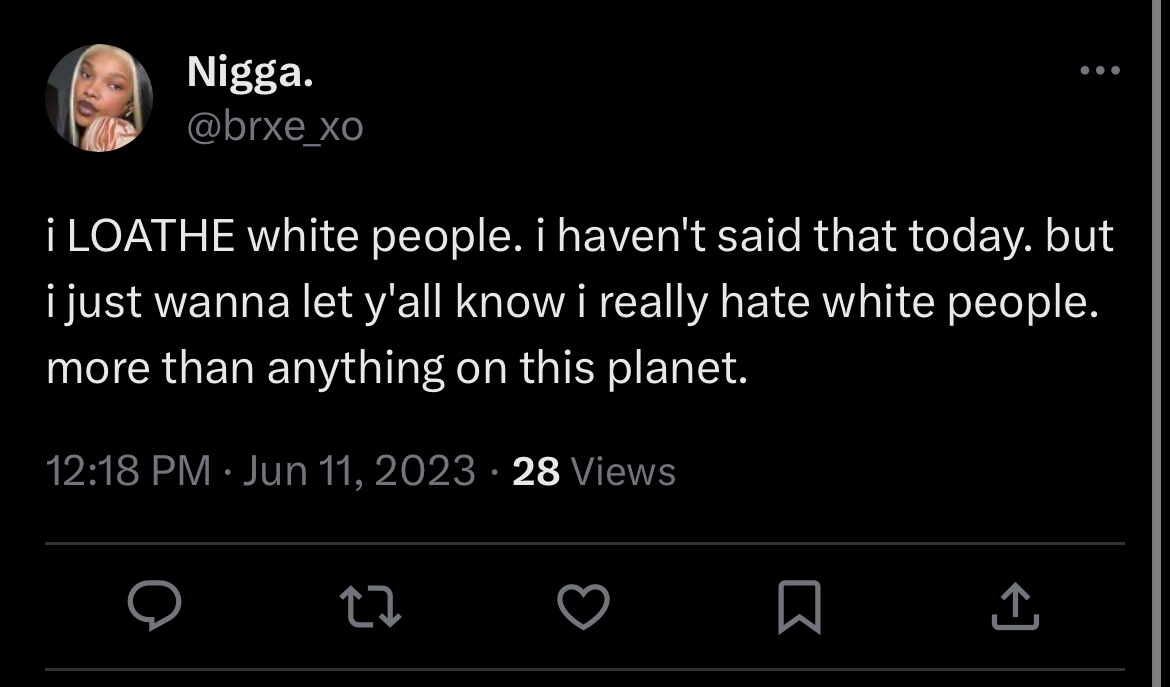 Nigga.
@brxe_xo
i LOATHE white people. i haven't said that today. but
i just wanna let y'all know i really hate white people.
more than anything on this planet.
12:18 PM · Jun 11, 2023 · 28 Views